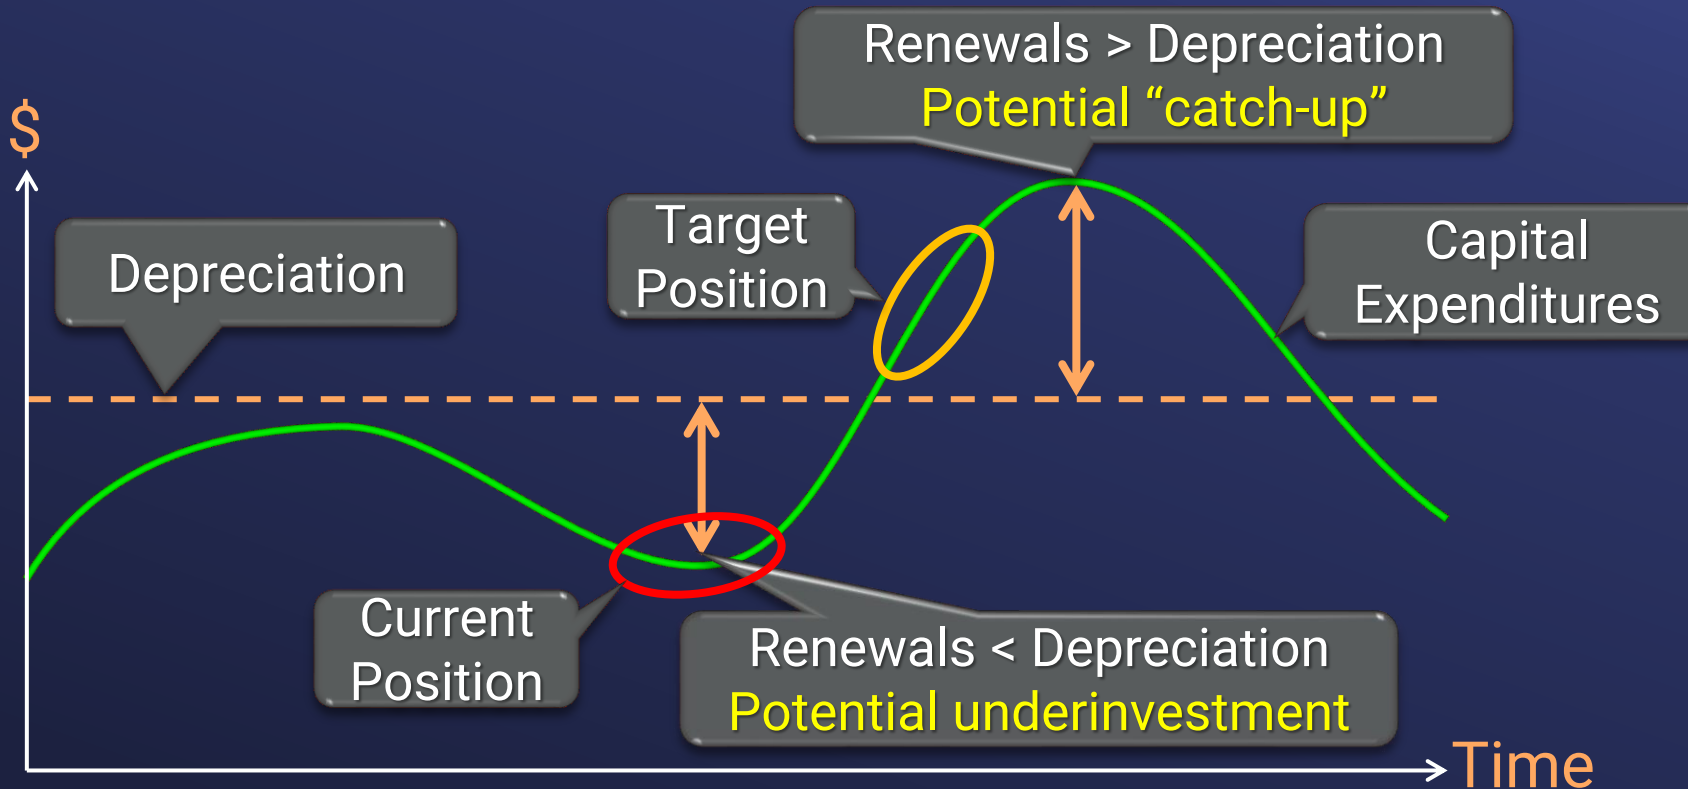 Renewals > Depreciation
Potential “catch-up”
$
Depreciation
Target
Position
Capital
Expenditures
Current
Position
Renewals < Depreciation
Potential underinvestment
Time